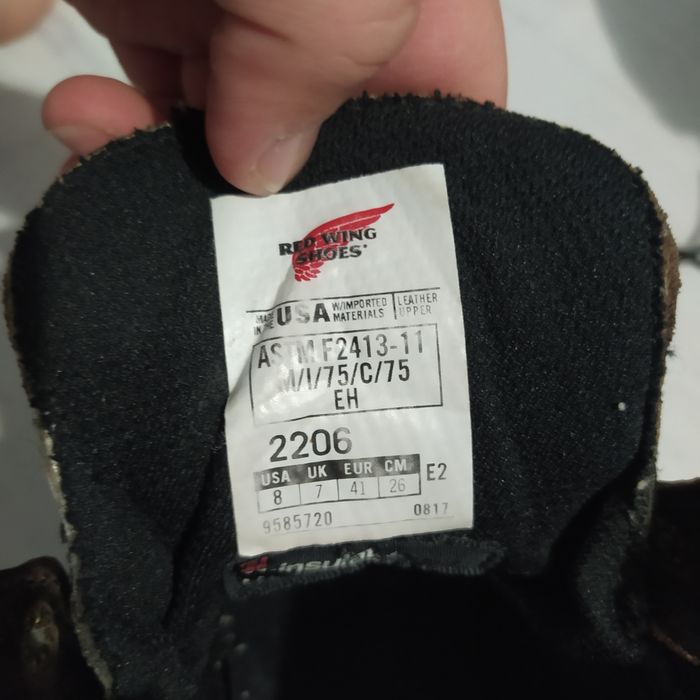 RED WING
SHOES
MADE IN THE USA W/IMPORTED MATERIALS LEATHER UPPER
ASTM F2413-11
M/I/75/C/75
EH
2206
USA UK EUR CM
8 7 41 26 E2
9585720 0817